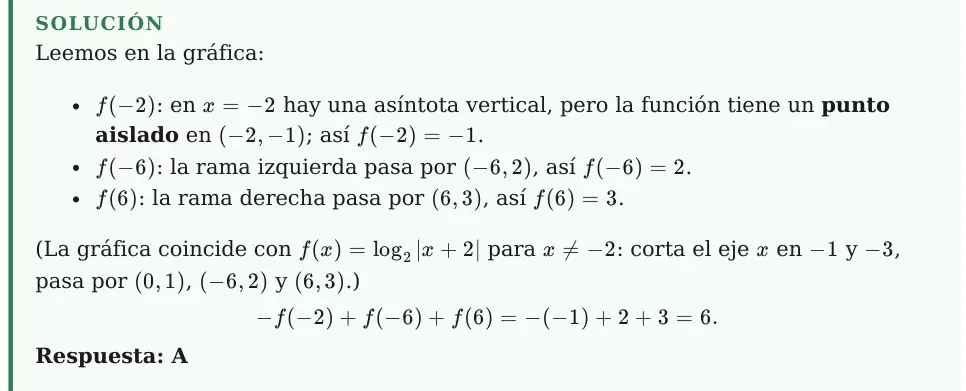 SOLUCIÓN
Leemos en la gráfica:
• f(−2): en x = −2 hay una asíntota vertical, pero la función tiene un punto
aislado en (−2, −1); así f(−2) = −1.
• f(−6): la rama izquierda pasa por (−6, 2), así f(−6) = 2.
• f(6): la rama derecha pasa por (6, 3), así f(6) = 3.
(La gráfica coincide con f(x) = log₂ |x + 2| para x ≠ −2: corta el eje x en −1 y −3,
pasa por (0, 1), (−6, 2) y (6, 3).)
−f(−2) + f(−6) + f(6) = −(−1) + 2 + 3 = 6.
Respuesta: A